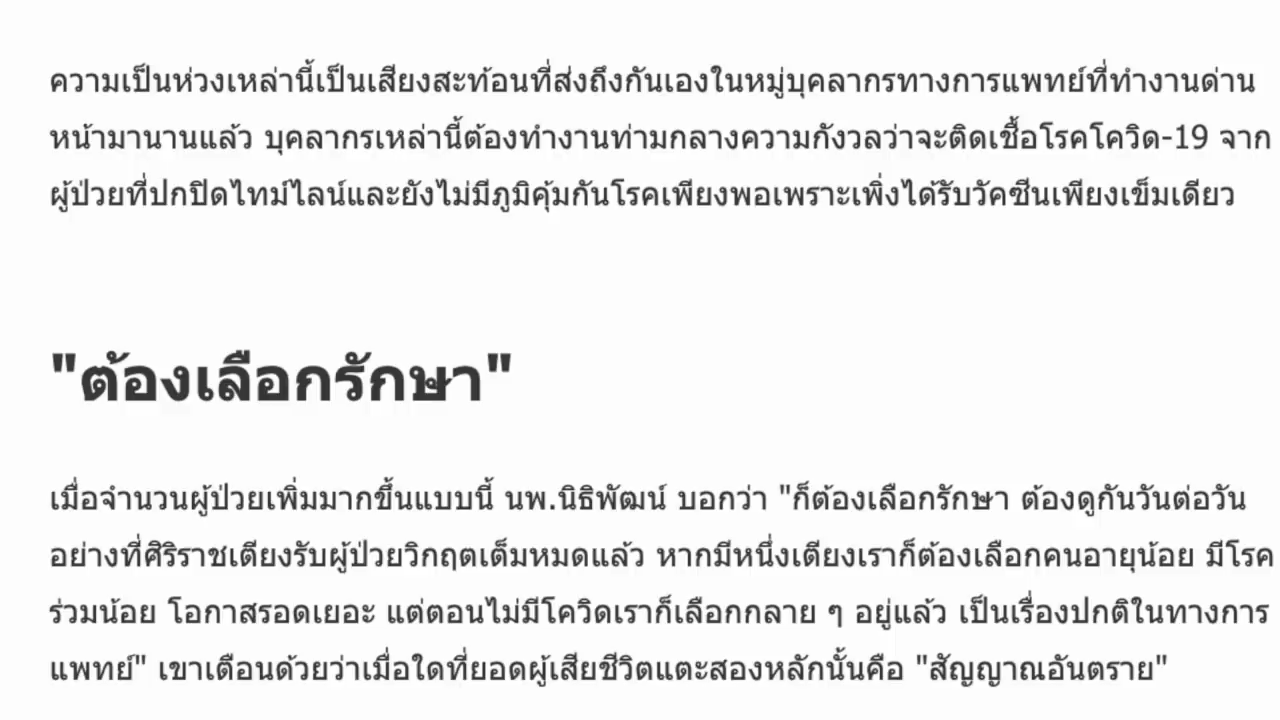 ความเป็นห่วงเหล่านี้เป็นเสียงสะท้อนที่ส่งถึงกันเองในหมู่บุคลากรทางการแพทย์ที่ทำงานด่าน
หน้ามานานแล้ว บุคลากรเหล่านี้ต้องทำงานท่ามกลางความกังวลว่าจะติดเชื้อโรคโควิด-19 จาก
ผู้ป่วยที่ปกปิดไทม์ไลน์และยังไม่มีภูมิคุ้มกันโรคเพียงพอเพราะเพิ่งได้รับวัคซีนเพียงเข็มเดียว
"ต้องเลือกรักษา"
เมื่อจำนวนผู้ป่วยเพิ่มมากขึ้นแบบนี้ นพ.นิธิพัฒน์ บอกว่า "ก็ต้องเลือกรักษา ต้องดูกันวันต่อวัน
อย่างที่ศิริราชเตียงรับผู้ป่วยวิกฤตเต็มหมดแล้ว หากมีหนึ่งเตียงเราก็ต้องเลือกคนอายุน้อย มีโรค
ร่วมน้อย โอกาสรอดเยอะ แต่ตอนไม่มีโควิดเราก็เลือกกลาย ๆ อยู่แล้ว เป็นเรื่องปกติในทางการ
แพทย์" เขาเตือนด้วยว่าเมื่อใดที่ยอดผู้เสียชีวิตแตะสองหลักนั้นคือ "สัญญาณอันตราย"